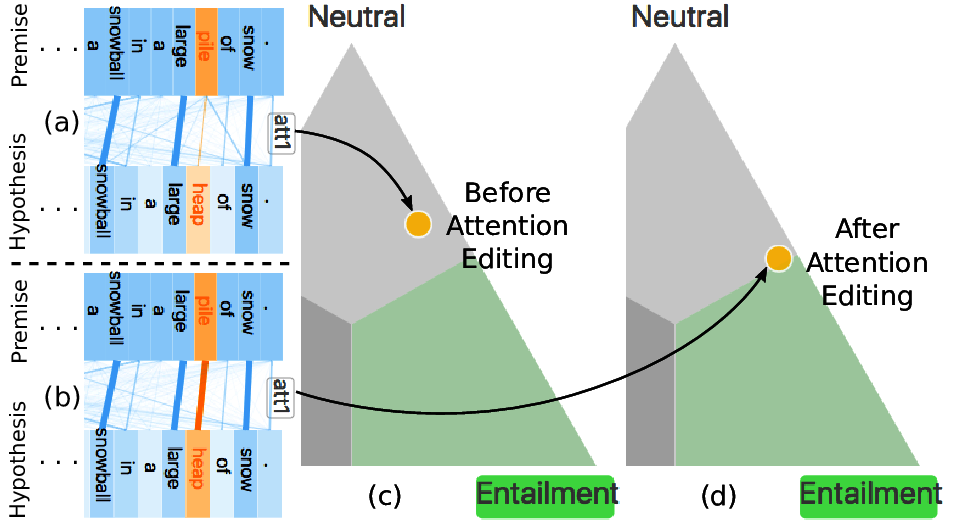 Premise
. . .
a
snowball
in
a
large
pile
of
snow
.
(a)
att1
Hypothesis
. . .
snowball
in
a
large
heap
of
snow
.
Premise
. . .
a
snowball
in
a
large
pile
of
snow
.
(b)
att1
Hypothesis
. . .
snowball
in
a
large
heap
of
snow
.
Neutral
Before
Attention
Editing
Entailment
(c)
Neutral
After
Attention
Editing
Entailment
(d)